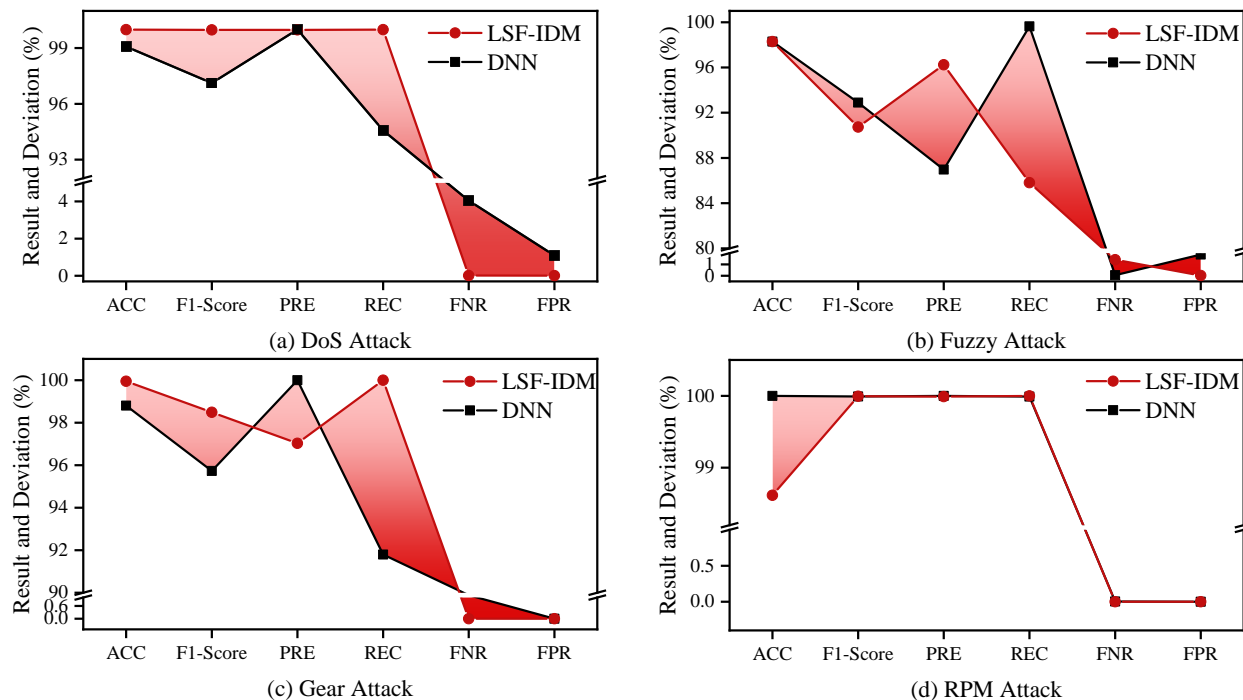 Result and Deviation (%)
99
96
93
4
2
0
LSF-IDM
DNN
ACC F1-Score PRE REC FNR FPR
(a) DoS Attack
Result and Deviation (%)
100
96
92
88
84
80
1
0
LSF-IDM
DNN
ACC F1-Score PRE REC FNR FPR
(b) Fuzzy Attack
Result and Deviation (%)
100
98
96
94
92
90
0.6
0.0
LSF-IDM
DNN
ACC F1-Score PRE REC FNR FPR
(c) Gear Attack
Result and Deviation (%)
100
99
0.5
0.0
LSF-IDM
DNN
ACC F1-Score PRE REC FNR FPR
(d) RPM Attack